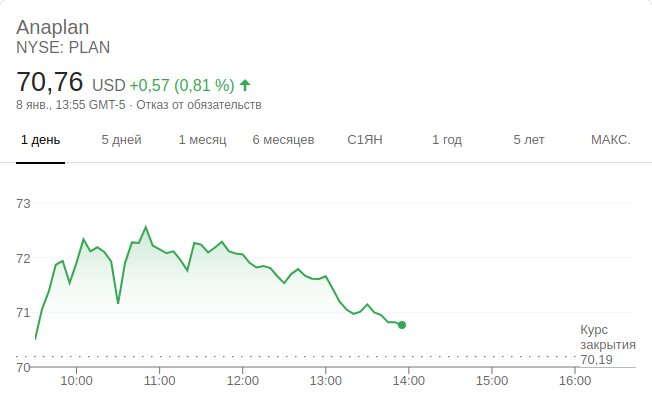 Anaplan
NYSE: PLAN
70,76 USD +0,57 (0,81 %)
8 янв., 13:55 GMT-5 · Отказ от обязательств
1 день 5 дней 1 месяц 6 месяцев С1ЯН 1 год 5 лет МАКС.
73
72
71
Курс
закрытия
70,19
70
10:00 11:00 12:00 13:00 14:00 15:00 16:00